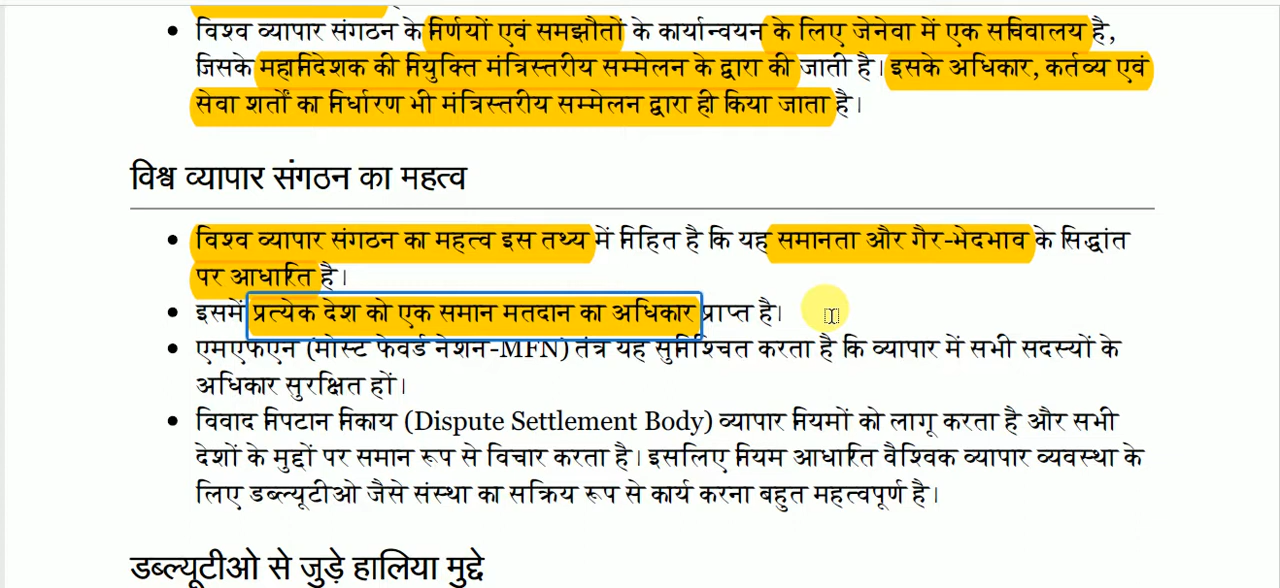 विश्व व्यापार संगठन के निर्णयों एवं समझौतों के कार्यान्वयन के लिए जेनेवा में एक सचिवालय है,
जिसके महानिदेशक की नियुक्ति मंत्रिस्तरीय सम्मेलन के द्वारा की जाती है। इसके अधिकार, कर्तव्य एवं
सेवा शर्तों का निर्धारण भी मंत्रिस्तरीय सम्मेलन द्वारा ही किया जाता है।
विश्व व्यापार संगठन का महत्व
विश्व व्यापार संगठन का महत्व इस तथ्य में निहित है कि यह समानता और गैर-भेदभाव के सिद्धांत
पर आधारित है।
इसमें प्रत्येक देश को एक समान मतदान का अधिकार प्राप्त है।
एमएफएन (मोस्ट फेवर्ड नेशन-MFN) तंत्र यह सुनिश्चित करता है कि व्यापार में सभी सदस्यों के
अधिकार सुरक्षित हों।
विवाद निपटान निकाय (Dispute Settlement Body) व्यापार नियमों को लागू करता है और सभी
देशों के मुद्दों पर समान रूप से विचार करता है। इसलिए नियम आधारित वैश्विक व्यापार व्यवस्था के
लिए डब्ल्यूटीओ जैसे संस्था का सक्रिय रूप से कार्य करना बहुत महत्वपूर्ण है।
डब्ल्यूटीओ से जुड़े हालिया मुद्दे